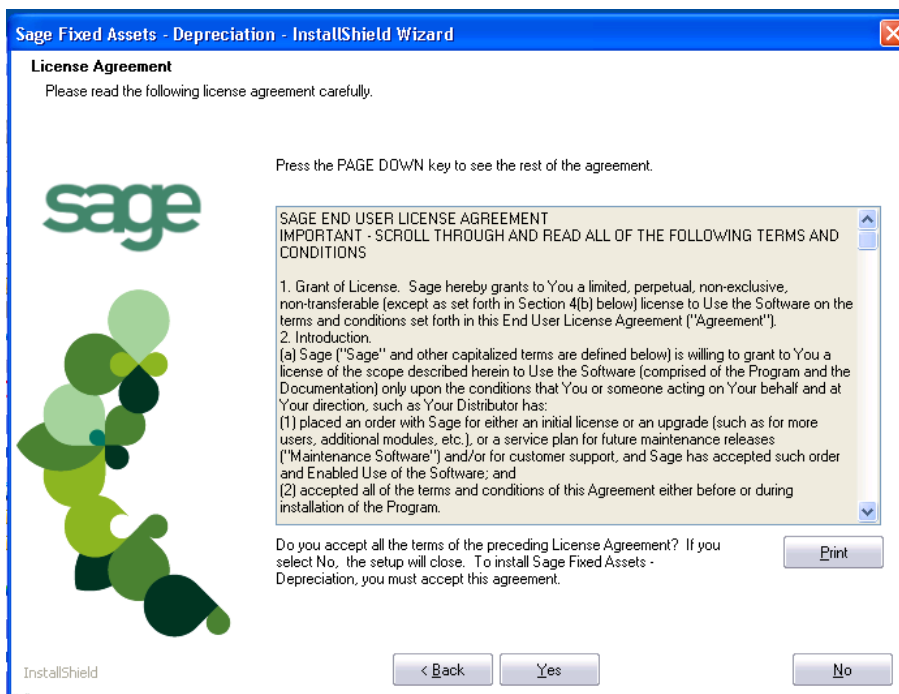 Sage Fixed Assets - Depreciation - InstallShield Wizard
License Agreement
Please read the following license agreement carefully.
Press the PAGE DOWN key to see the rest of the agreement.
sage
SAGE END USER LICENSE AGREEMENT
IMPORTANT - SCROLL THROUGH AND READ ALL OF THE FOLLOWING TERMS AND
CONDITIONS
1. Grant of License.  Sage hereby grants to You a limited, perpetual, non-exclusive,
non-transferable (except as set forth in Section 4(b) below) license to Use the Software on the
terms and conditions set forth in this End User License Agreement ("Agreement").
2. Introduction.
(a) Sage ("Sage" and other capitalized terms are defined below) is willing to grant to You a
license of the scope described herein to Use the Software (comprised of the Program and the
Documentation) only upon the conditions that You or someone acting on Your behalf and at
Your direction, such as Your Distributor has:
(1) placed an order with Sage for either an initial license or an upgrade (such as for more
users, additional modules, etc.), or a service plan for future maintenance releases
("Maintenance Software") and/or for customer support, and Sage has accepted such order
and Enabled Use of the Software; and
(2) accepted all of the terms and conditions of this Agreement either before or during
installation of the Program.
Do you accept all the terms of the preceding License Agreement?  If you
select No,  the setup will close.  To install Sage Fixed Assets -
Depreciation, you must accept this agreement.
Print
InstallShield
< Back
Yes
No